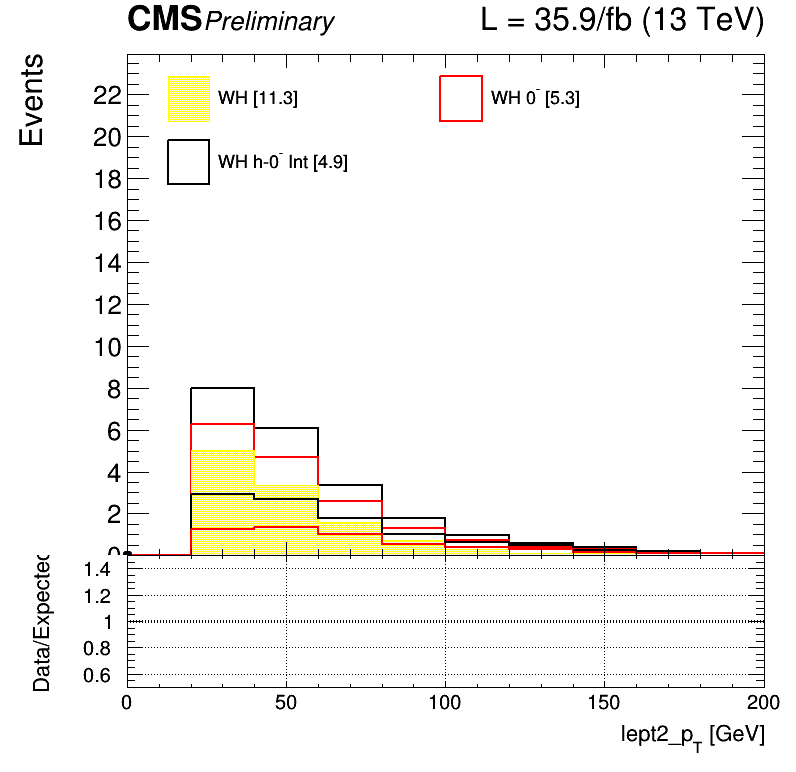 CMS Preliminary L = 35.9/fb (13 TeV)
Events
WH [11.3] WH 0⁻ [5.3]
WH h-0⁻ Int [4.9]
22
20
18
16
14
12
10
8
6
4
2
0
Data/Expected
1.4
1.2
1
0.8
0.6
0 50 100 150 200
lept2_p_T [GeV]